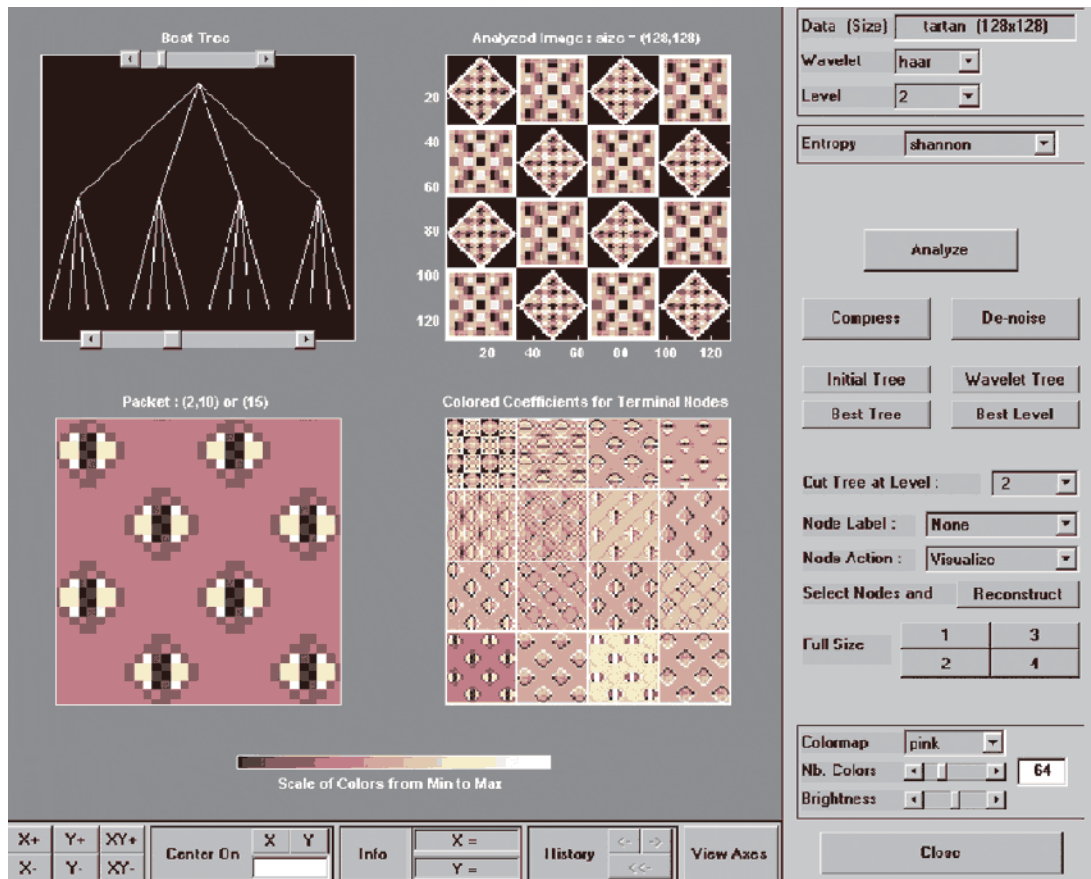 Best Tree
Analyzed Image : size = (128,128)
20
40
60
80
100
120
20 40 60 80 100 120
Packet : (2,10) or (15)
Colored Coefficients for Terminal Nodes
Scale of Colors from Min to Max
X+ Y+ XY+
X- Y- XY-
Center On X Y
Info X =
Y =
History <- ->
<<-
View Axes
Data (Size) tartan (128x128)
Wavelet haar
Level 2
Entropy shannon
Analyze
Compress De-noise
Initial Tree Wavelet Tree
Best Tree Best Level
Cut Tree at Level : 2
Node Label : None
Node Action : Visualize
Select Nodes and Reconstruct
Full Size 1 3
2 4
Colormap pink
Nb. Colors 64
Brightness
Close